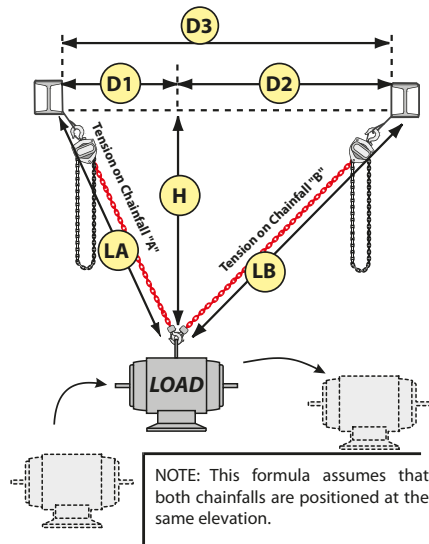 D3
D1
D2
Tension on Chainfall "A"
H
Tension on Chainfall "B"
LA
LB
LOAD
NOTE: This formula assumes that
both chainfalls are positioned at the
same elevation.